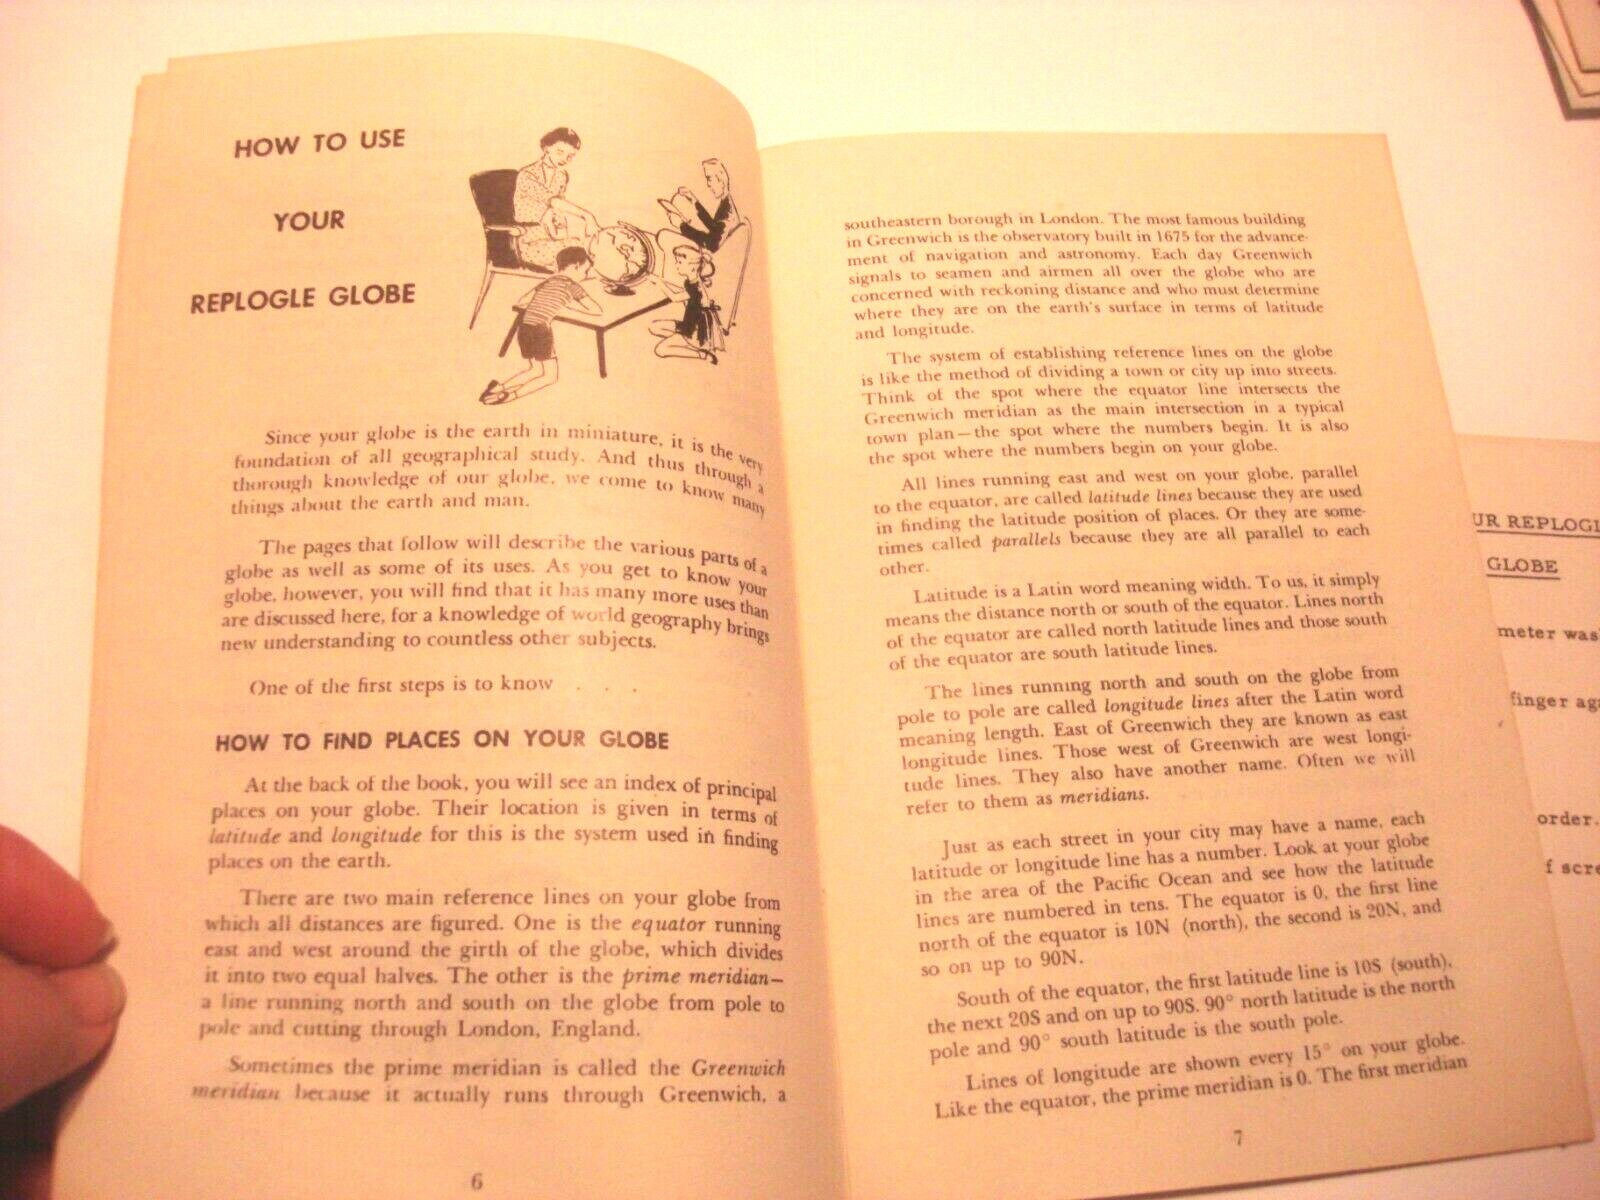 HOW TO USE
YOUR
REPLOGLE GLOBE
Since your globe is the earth in miniature, it is the very
foundation of all geographical study. And thus through a
thorough knowledge of our globe, we come to know many
things about the earth and man.
The pages that follow will describe the various parts of a
globe as well as some of its uses. As you get to know your
globe, however, you will find that it has many more uses than
are discussed here, for a knowledge of world geography brings
new understanding to countless other subjects.
One of the first steps is to know . . .
HOW TO FIND PLACES ON YOUR GLOBE
At the back of the book, you will see an index of principal
places on your globe. Their location is given in terms of
latitude and longitude for this is the system used in finding
places on the earth.
There are two main reference lines on your globe from
which all distances are figured. One is the equator running
east and west around the girth of the globe, which divides
it into two equal halves. The other is the prime meridian—
a line running north and south on the globe from pole to
pole and cutting through London, England.
Sometimes the prime meridian is called the Greenwich
meridian because it actually runs through Greenwich, a
6
southeastern borough in London. The most famous building
in Greenwich is the observatory built in 1675 for the advance-
ment of navigation and astronomy. Each day Greenwich
signals to seamen and airmen all over the globe who are
concerned with reckoning distance and who must determine
where they are on the earth's surface in terms of latitude
and longitude.
The system of establishing reference lines on the globe
is like the method of dividing a town or city up into streets.
Think of the spot where the equator line intersects the
Greenwich meridian as the main intersection in a typical
town plan—the spot where the numbers begin. It is also
the spot where the numbers begin on your globe.
All lines running east and west on your globe, parallel
to the equator, are called latitude lines because they are used
in finding the latitude position of places. Or they are some-
times called parallels because they are all parallel to each
other.
Latitude is a Latin word meaning width. To us, it simply
means the distance north or south of the equator. Lines north
of the equator are called north latitude lines and those south
of the equator are south latitude lines.
The lines running north and south on the globe from
pole to pole are called longitude lines after the Latin word
meaning length. East of Greenwich they are known as east
longitude lines. Those west of Greenwich are west longi-
tude lines. They also have another name. Often we will
refer to them as meridians.
Just as each street in your city may have a name, each
latitude or longitude line has a number. Look at your globe
in the area of the Pacific Ocean and see how the latitude
lines are numbered in tens. The equator is 0, the first line
north of the equator is 10N (north), the second is 20N, and
so on up to 90N.
South of the equator, the first latitude line is 10S (south),
the next 20S and on up to 90S. 90° north latitude is the north
pole and 90° south latitude is the south pole.
Lines of longitude are shown every 15° on your globe.
Like the equator, the prime meridian is 0. The first meridian
7
UR REPLOGL
GLOBE
meter was
finger aga
order.
f scre